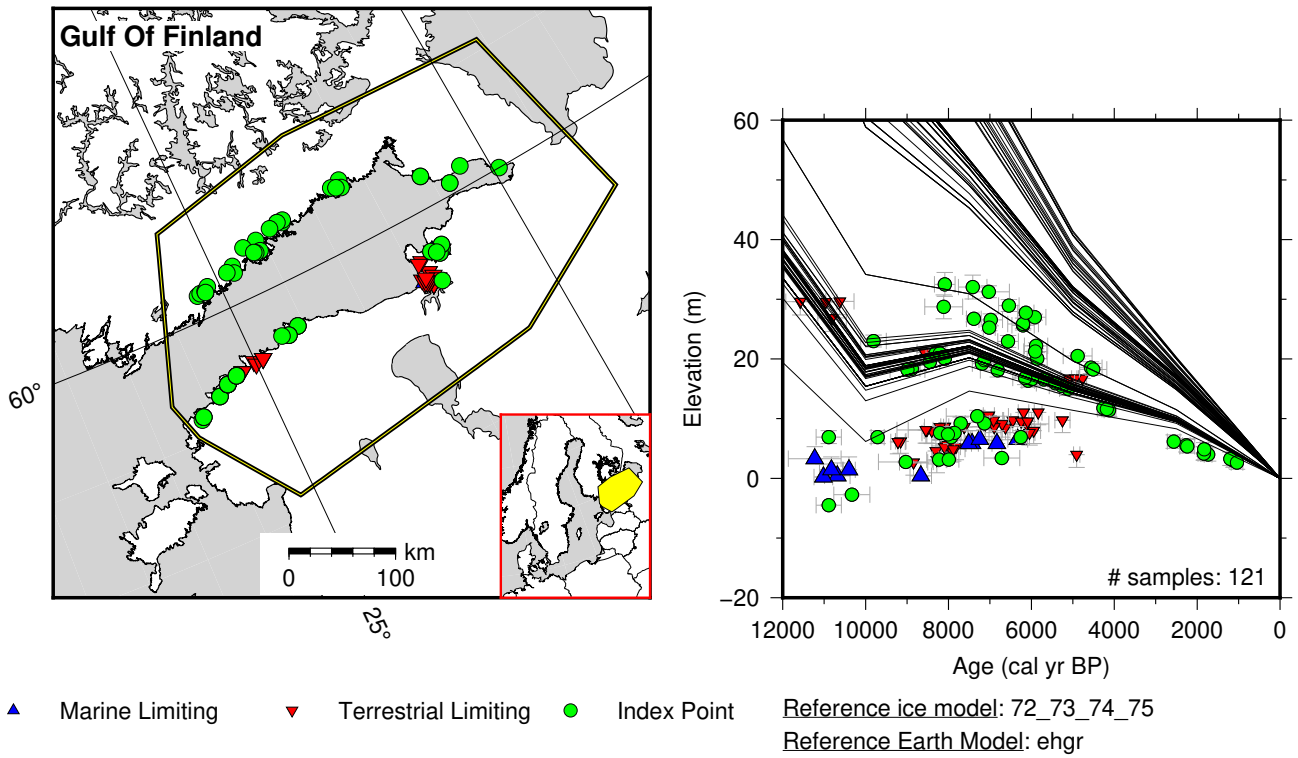 Gulf Of Finland
60°
25°
km
0 100
60
40
20
0
−20
Elevation (m)
# samples: 121
12000 10000 8000 6000 4000 2000 0
Age (cal yr BP)
Marine Limiting Terrestrial Limiting Index Point
Reference ice model: 72_73_74_75
Reference Earth Model: ehgr